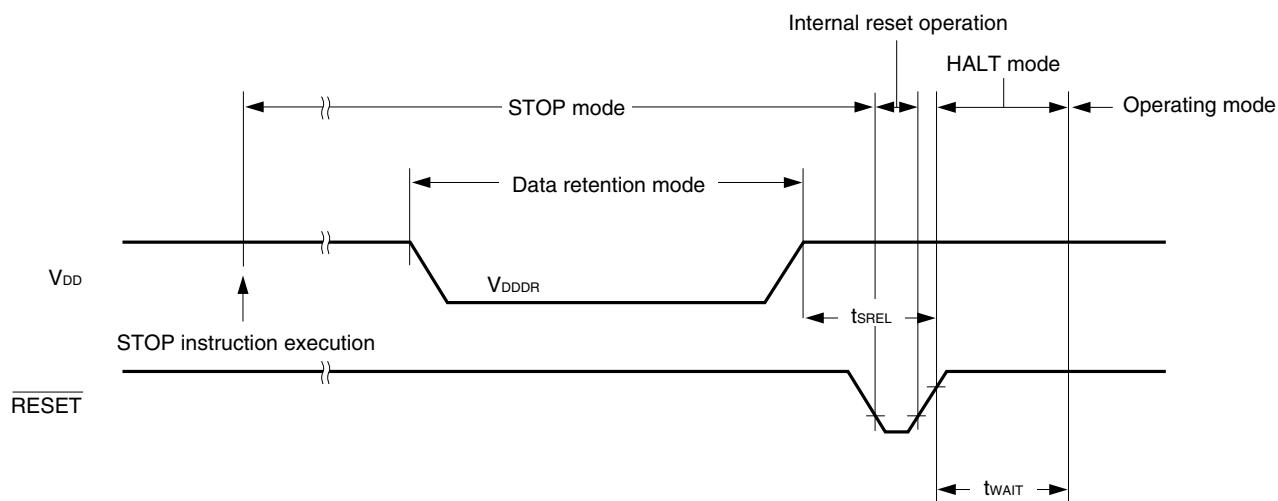 Internal reset operation
HALT mode
STOP mode
Operating mode
Data retention mode
VDD
VDDDR
tSREL
STOP instruction execution
RESET
tWAIT